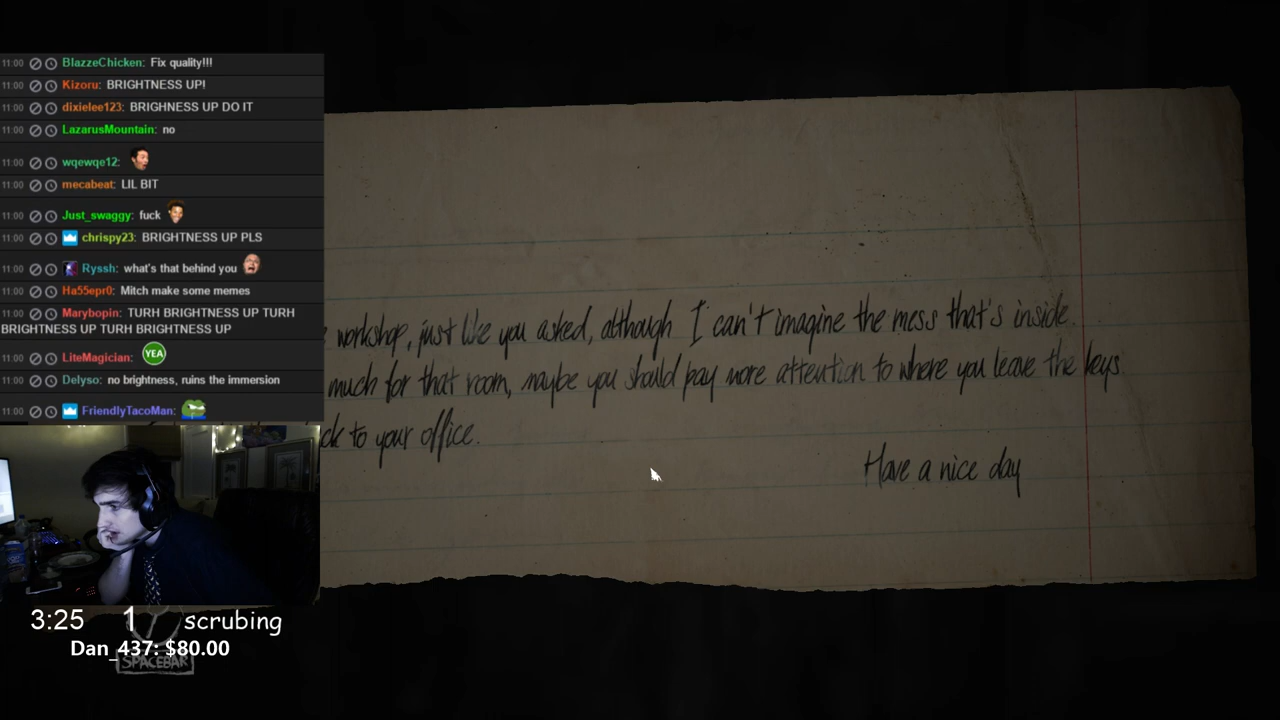 11:00 BlazzeChicken: Fix quality!!!
11:00 Kizoru: BRIGHTNESS UP!
11:00 dixielee123: BRIGHNESS UP DO IT
11:00 LazarusMountain: no
11:00 wqewqe12:
11:00 mecabeat: LIL BIT
11:00 Just_swaggy: fuck
11:00 chrispy23: BRIGHTNESS UP PLS
11:00 Ryssh: what's that behind you
11:00 Ha55epr0: Mitch make some memes
11:00 Marybopin: TURH BRIGHTNESS UP TURH
BRIGHTNESS UP TURH BRIGHTNESS UP
11:00 LiteMagician: YEA
11:00 Delyso: no brightness, ruins the immersion
11:00 FriendlyTacoMan:
workshop, just like you asked, although I can't imagine the mess that's inside.
much for that room, maybe you should pay more attention to where you leave the keys.
to your office.
Have a nice day
3:25 1 scrubing
Dan_437: $80.00
SPACEBAR